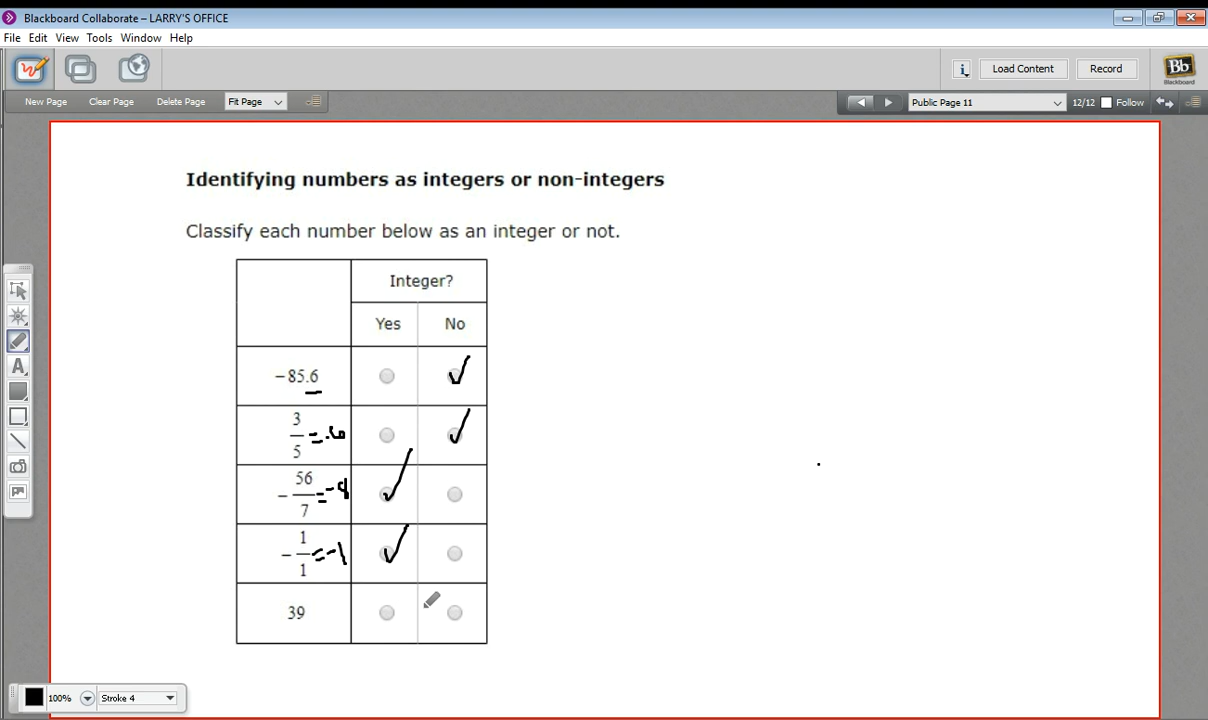 Blackboard Collaborate – LARRY'S OFFICE
File Edit View Tools Window Help
Load Content Record Bb Blackboard
New Page Clear Page Delete Page Fit Page Public Page 11 12/12 Follow
Identifying numbers as integers or non-integers
Classify each number below as an integer or not.
Integer?
Yes No
−85.6
3/5 = .6
−56/7 = -8
−1/1 = -1
39
100% Stroke 4